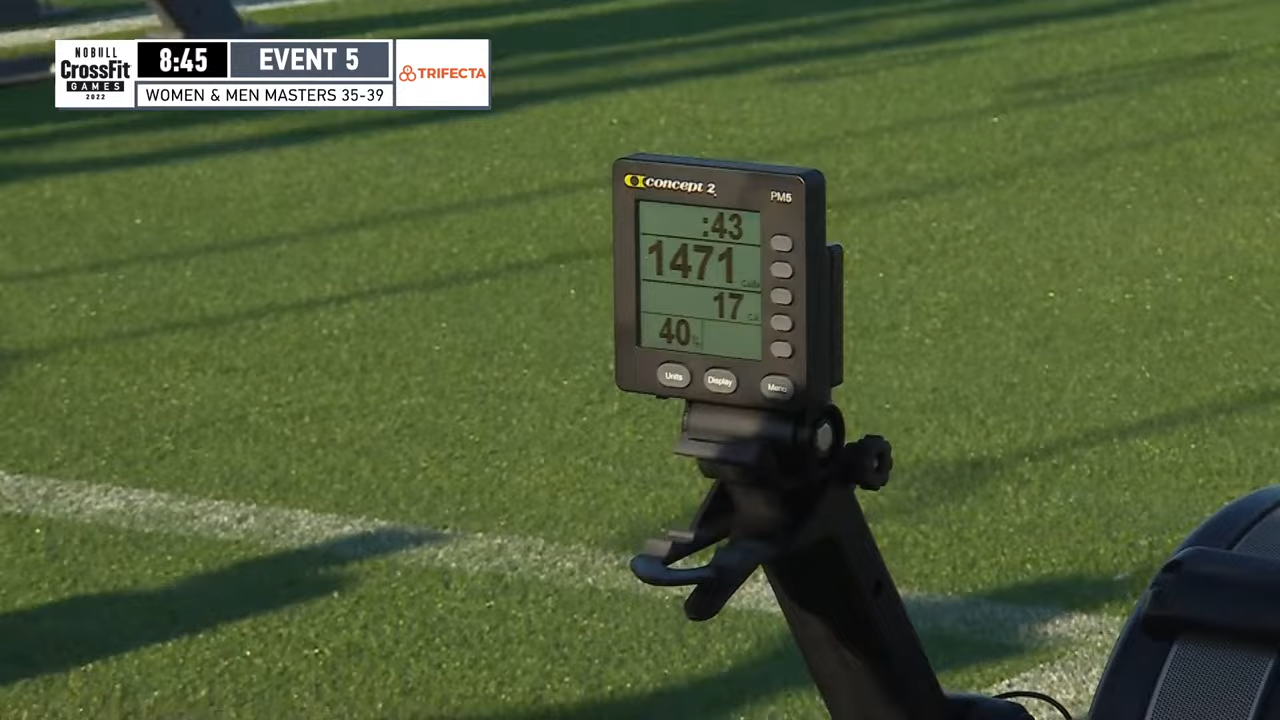 NOBULL
CrossFit
GAMES
2022
8:45
EVENT 5
TRIFECTA
WOMEN & MEN MASTERS 35-39
concept 2
PM5
:43
1471
17
40
Units
Display
Menu